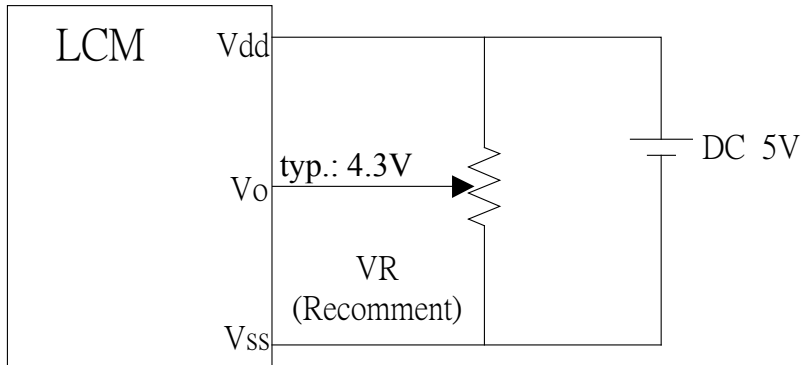 LCM
Vdd
typ.: 4.3V
Vo
DC 5V
VR
(Recomment)
Vss